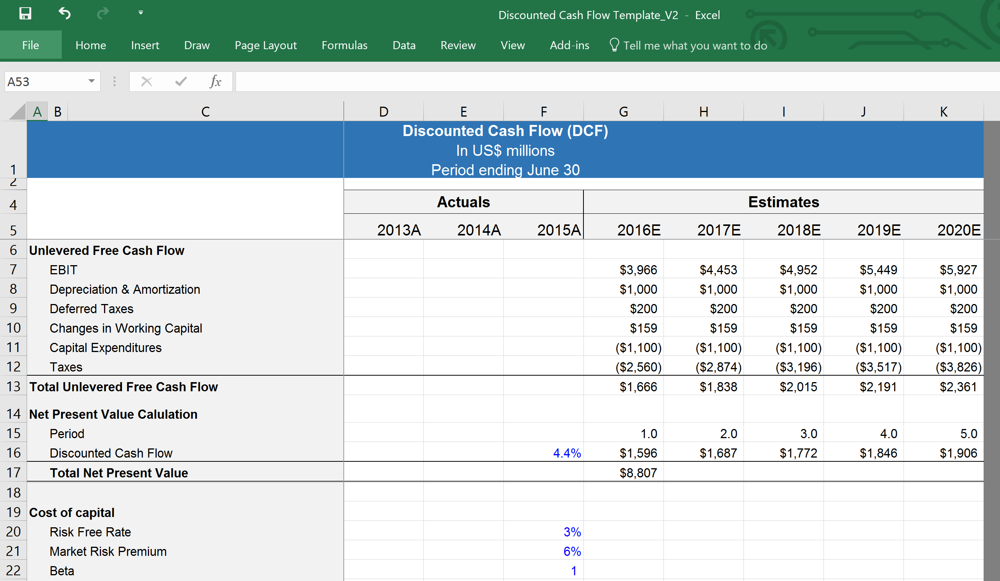 Discounted Cash Flow Template_V2 - Excel
File Home Insert Draw Page Layout Formulas Data Review View Add-ins Tell me what you want to do
A53 fx
A B C D E F G H I J K
Discounted Cash Flow (DCF)
In US$ millions
1 Period ending June 30
2
4 Actuals Estimates
5 2013A 2014A 2015A 2016E 2017E 2018E 2019E 2020E
6 Unlevered Free Cash Flow
7 EBIT $3,966 $4,453 $4,952 $5,449 $5,927
8 Depreciation & Amortization $1,000 $1,000 $1,000 $1,000 $1,000
9 Deferred Taxes $200 $200 $200 $200 $200
10 Changes in Working Capital $159 $159 $159 $159 $159
11 Capital Expenditures ($1,100) ($1,100) ($1,100) ($1,100) ($1,100)
12 Taxes ($2,560) ($2,874) ($3,196) ($3,517) ($3,826)
13 Total Unlevered Free Cash Flow $1,666 $1,838 $2,015 $2,191 $2,361
14 Net Present Value Calulation
15 Period 1.0 2.0 3.0 4.0 5.0
16 Discounted Cash Flow 4.4% $1,596 $1,687 $1,772 $1,846 $1,906
17 Total Net Present Value $8,807
18
19 Cost of capital
20 Risk Free Rate 3%
21 Market Risk Premium 6%
22 Beta 1